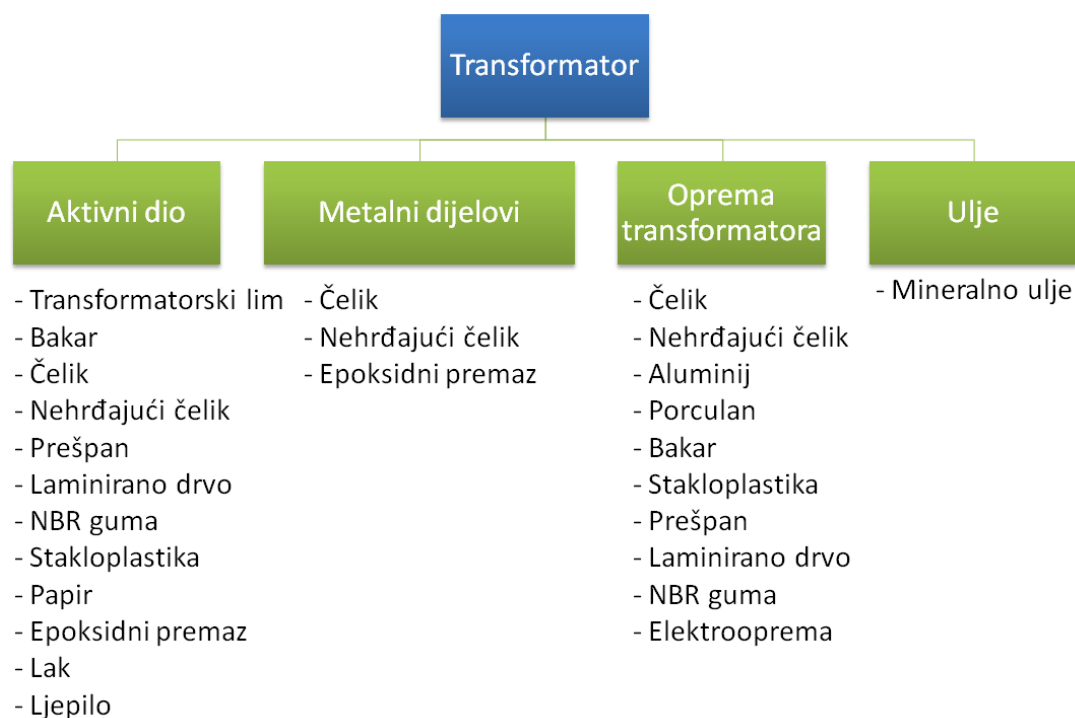 Transformator
Aktivni dio
- Transformatorski lim
- Bakar
- Čelik
- Nehrđajući čelik
- Prešpan
- Laminirano drvo
- NBR guma
- Stakloplastika
- Papir
- Epoksidni premaz
- Lak
- Ljepilo
Metalni dijelovi
- Čelik
- Nehrđajući čelik
- Epoksidni premaz
Oprema
transformatora
- Čelik
- Nehrđajući čelik
- Aluminij
- Porculan
- Bakar
- Stakloplastika
- Prešpan
- Laminirano drvo
- NBR guma
- Elektrooprema
Ulje
- Mineralno ulje